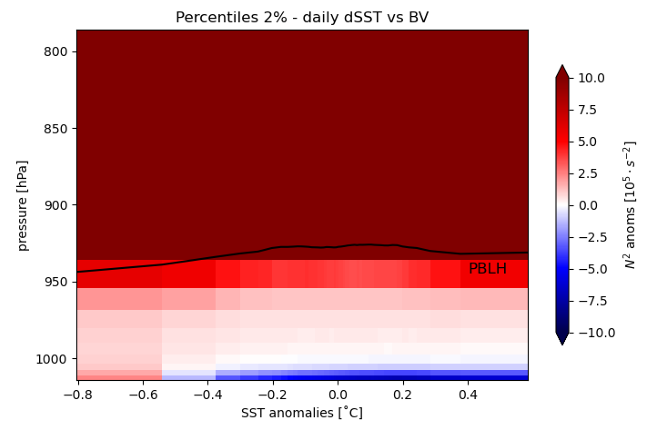 Percentiles 2% - daily dSST vs BV
pressure [hPa]
800
850
900
950
1000
PBLH
−0.8 −0.6 −0.4 −0.2 0.0 0.2 0.4
SST anomalies [˚C]
10.0
7.5
5.0
2.5
0.0
−2.5
−5.0
−7.5
−10.0
N² anoms [10⁵ · s⁻²]